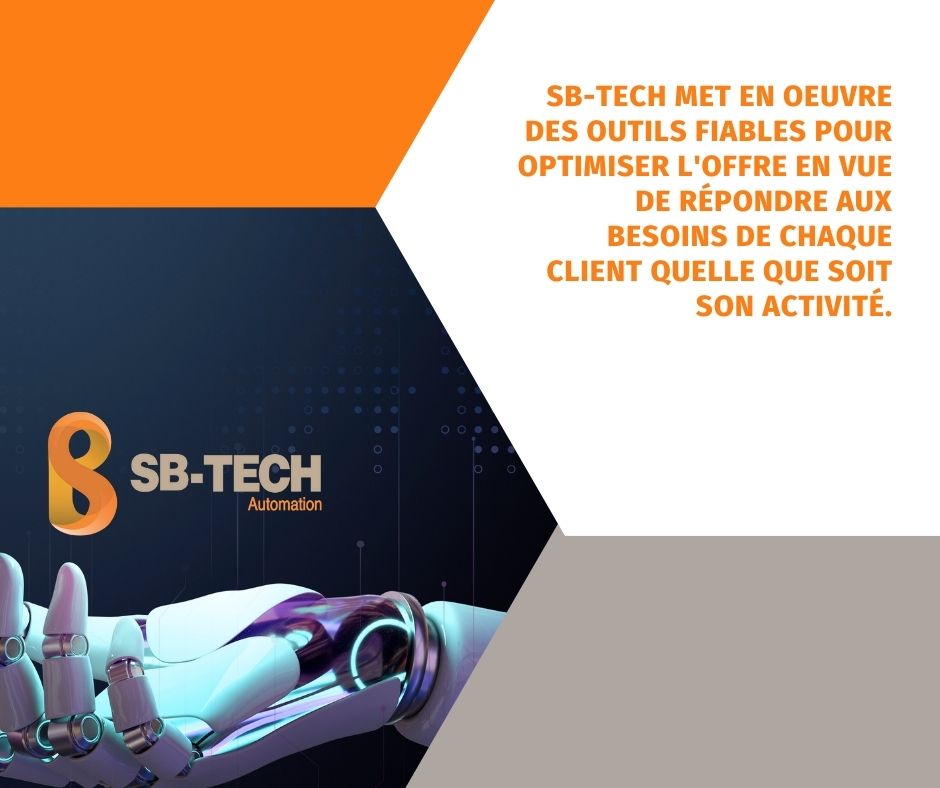 SB-TECH MET EN OEUVRE
DES OUTILS FIABLES POUR
OPTIMISER L'OFFRE EN VUE
DE RÉPONDRE AUX
BESOINS DE CHAQUE
CLIENT QUELLE QUE SOIT
SON ACTIVITÉ.
SB-TECH
Automation